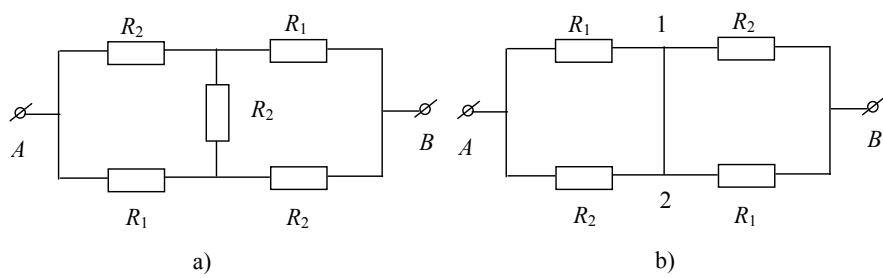 R₂ R₁
R₂
A B
R₁ R₂
a)
R₁ 1 R₂
A B
R₂ 2 R₁
b)